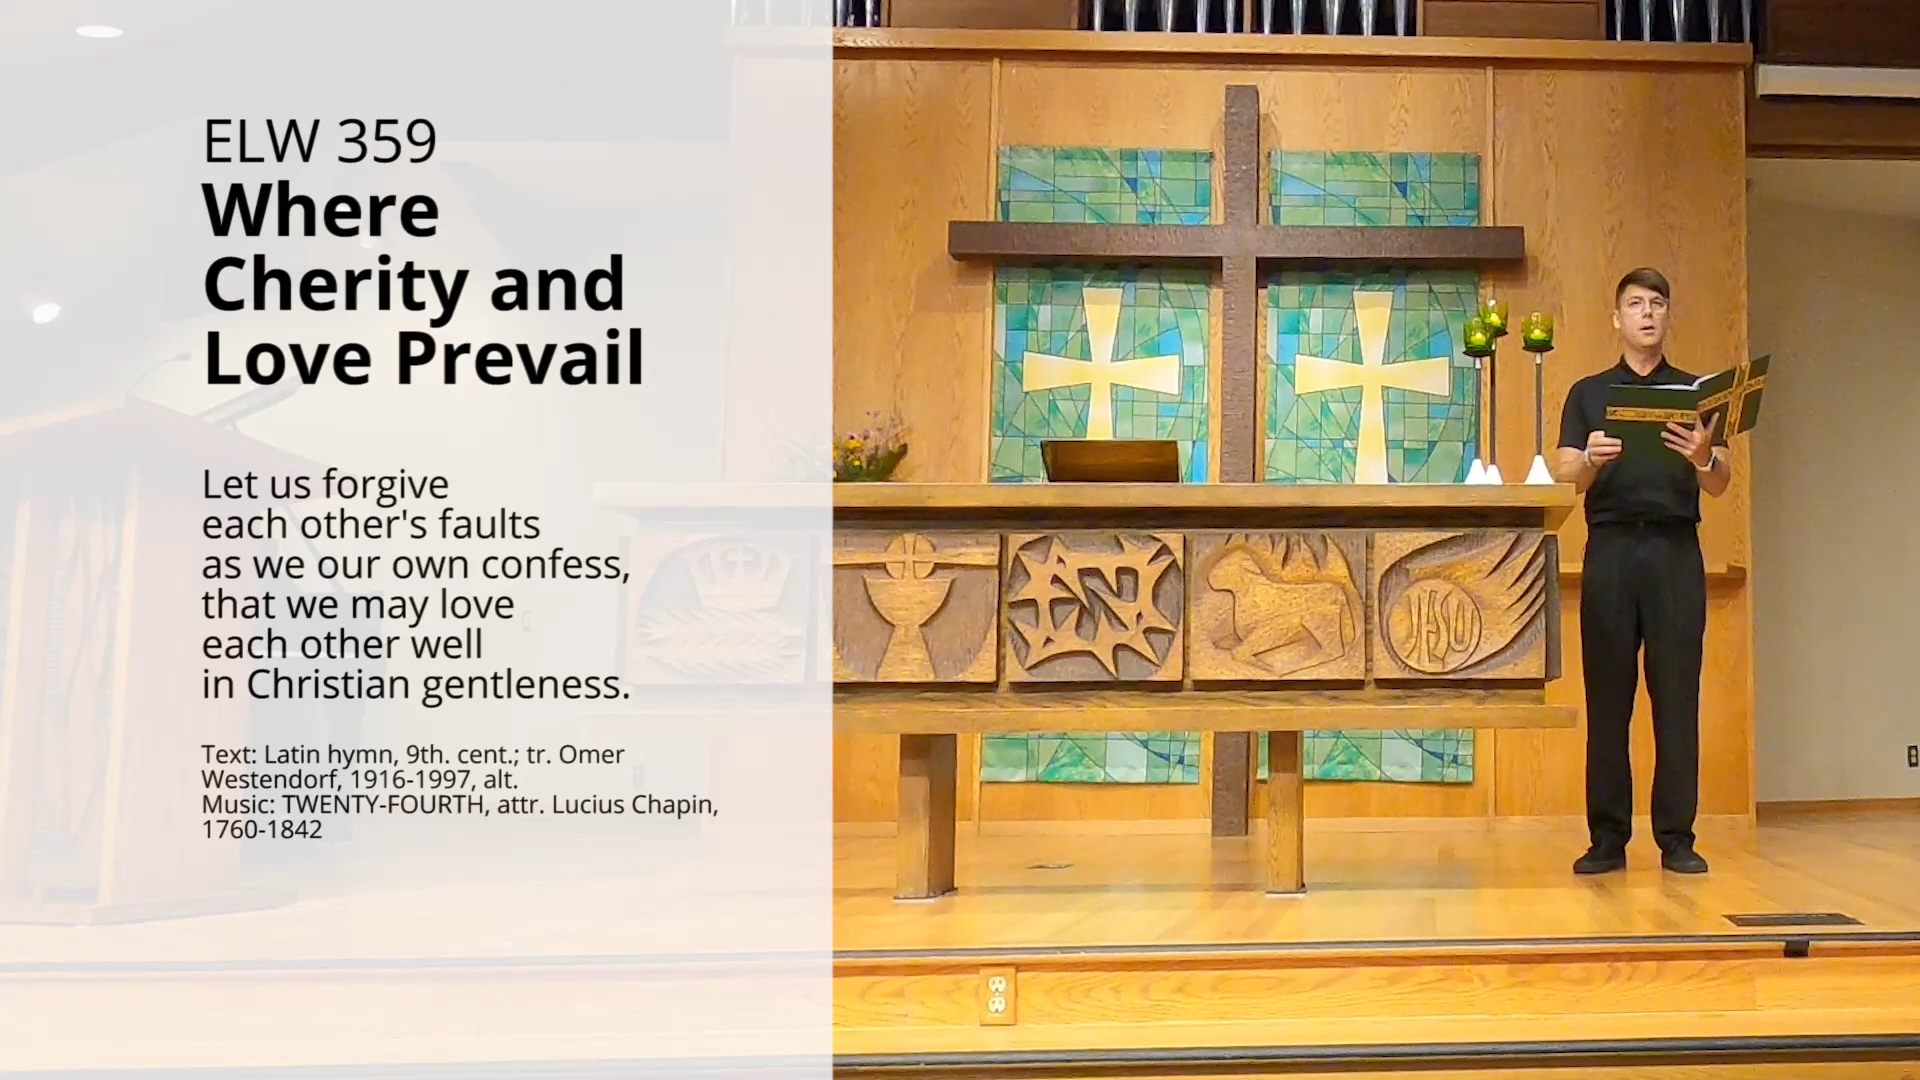 ELW 359
Where
Cherity and
Love Prevail
Let us forgive
each other's faults
as we our own confess,
that we may love
each other well
in Christian gentleness.
Text: Latin hymn, 9th. cent.; tr. Omer
Westendorf, 1916-1997, alt.
Music: TWENTY-FOURTH, attr. Lucius Chapin,
1760-1842
JESU